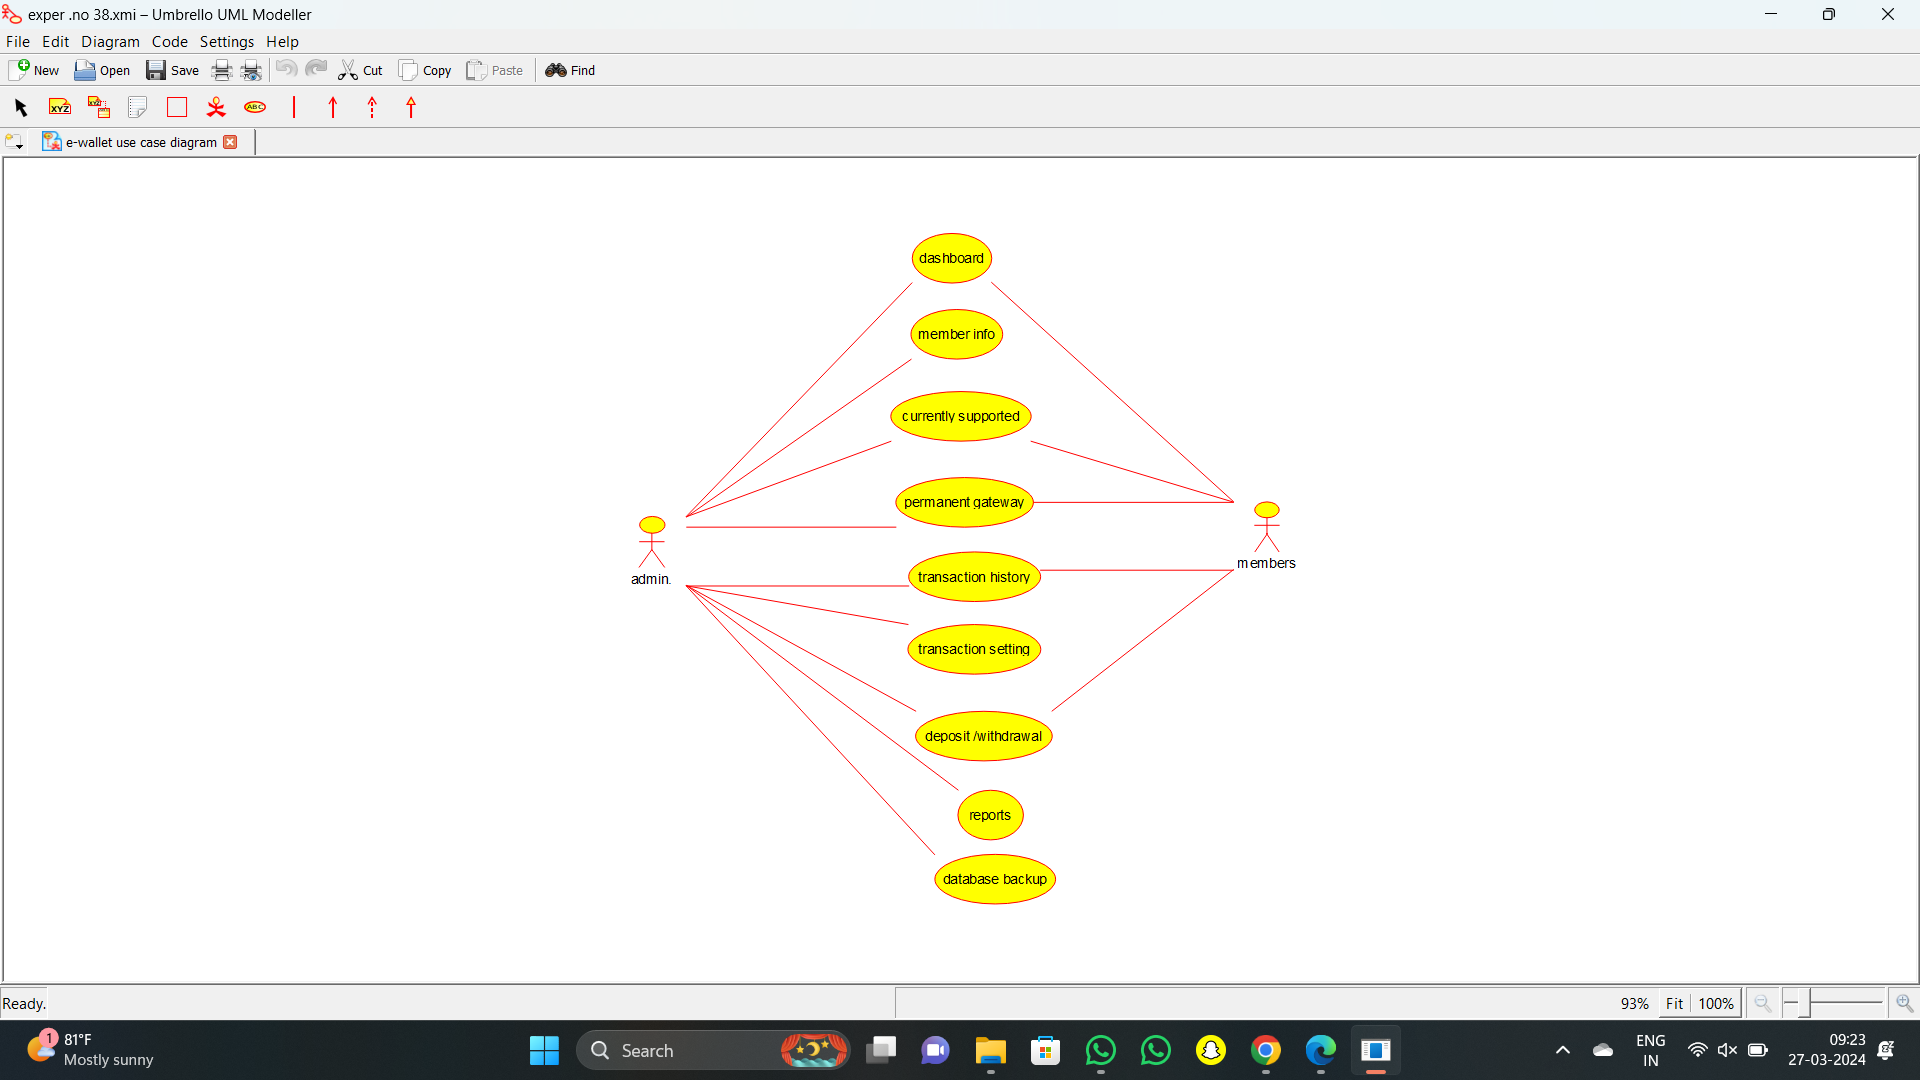 exper .no 38.xmi – Umbrello UML Modeller
File Edit Diagram Code Settings Help
New Open Save Cut Copy Paste Find
XYZ XYZ ABC
e-wallet use case diagram
dashboard
member info
currently supported
permanent gateway
admin.
members
transaction history
transaction setting
deposit /withdrawal
reports
database backup
Ready.
93% Fit 100%
1
81°F
Mostly sunny
Search
ENG
IN
09:23
27-03-2024